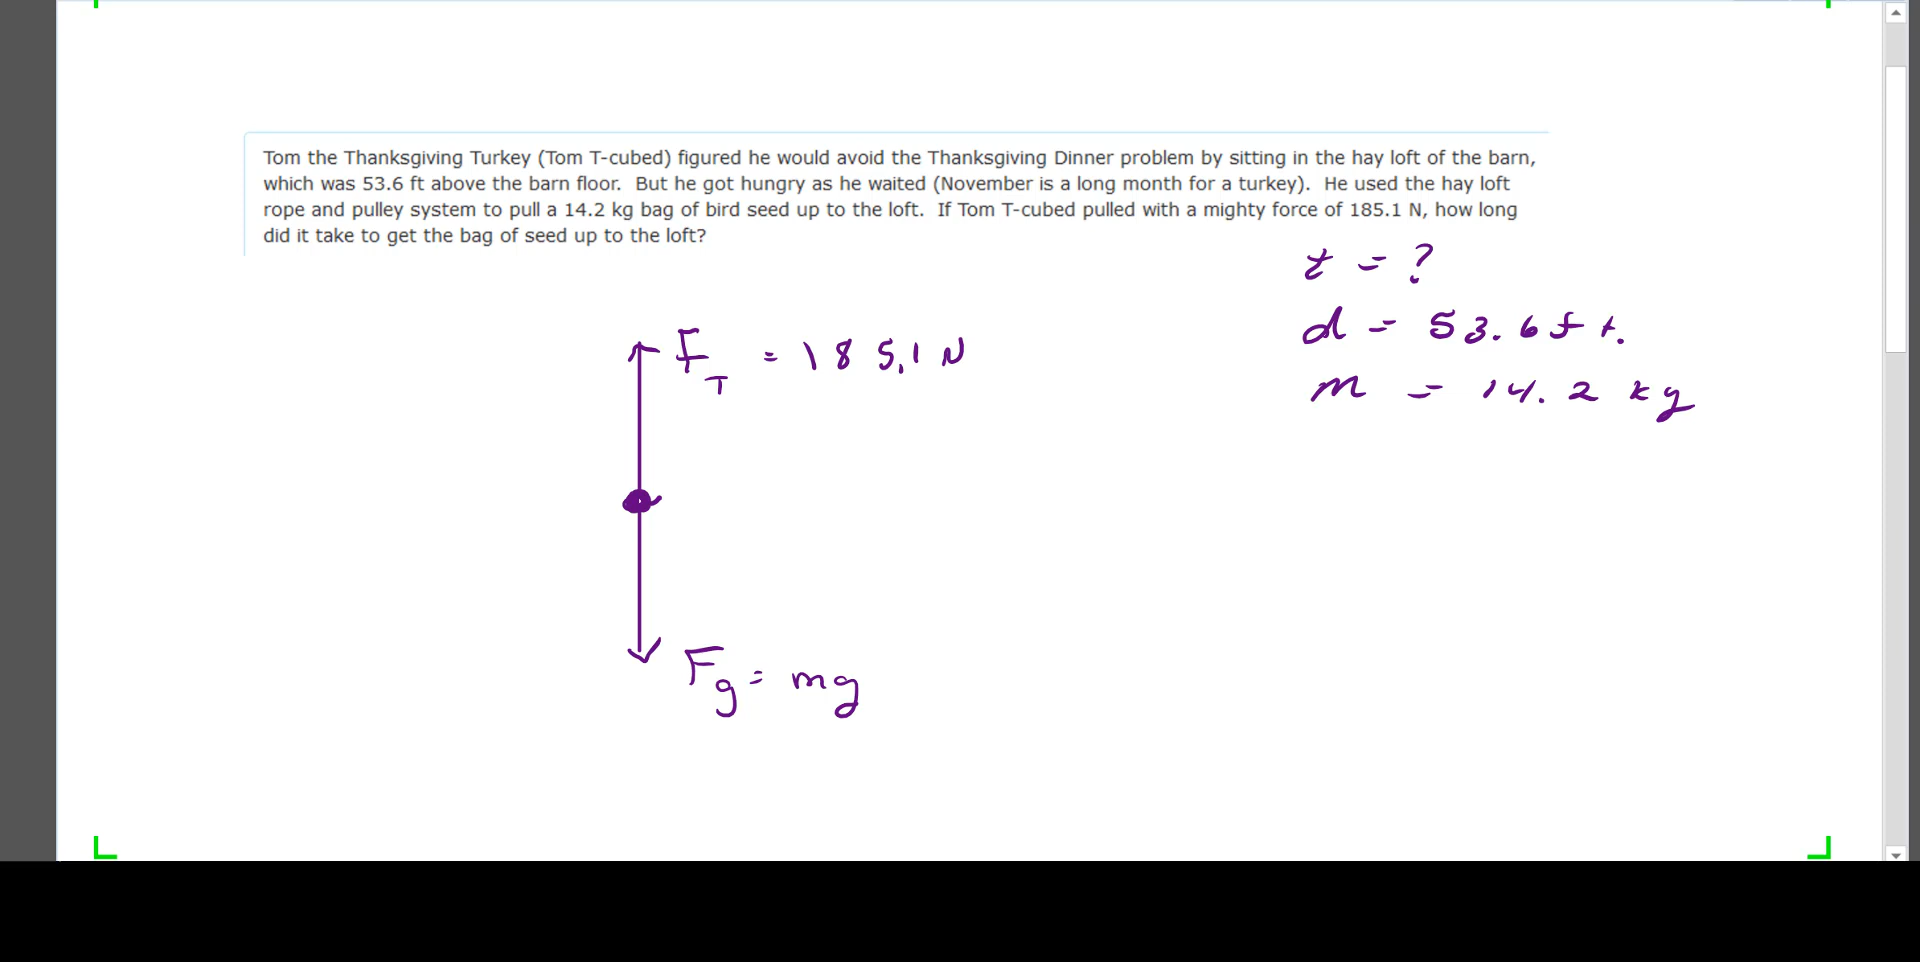 Tom the Thanksgiving Turkey (Tom T-cubed) figured he would avoid the Thanksgiving Dinner problem by sitting in the hay loft of the barn,
which was 53.6 ft above the barn floor. But he got hungry as he waited (November is a long month for a turkey). He used the hay loft
rope and pulley system to pull a 14.2 kg bag of bird seed up to the loft. If Tom T-cubed pulled with a mighty force of 185.1 N, how long
did it take to get the bag of seed up to the loft?
t = ?
d = 53.6 ft.
m = 14.2 kg
F_T = 185.1 N
F_g = mg